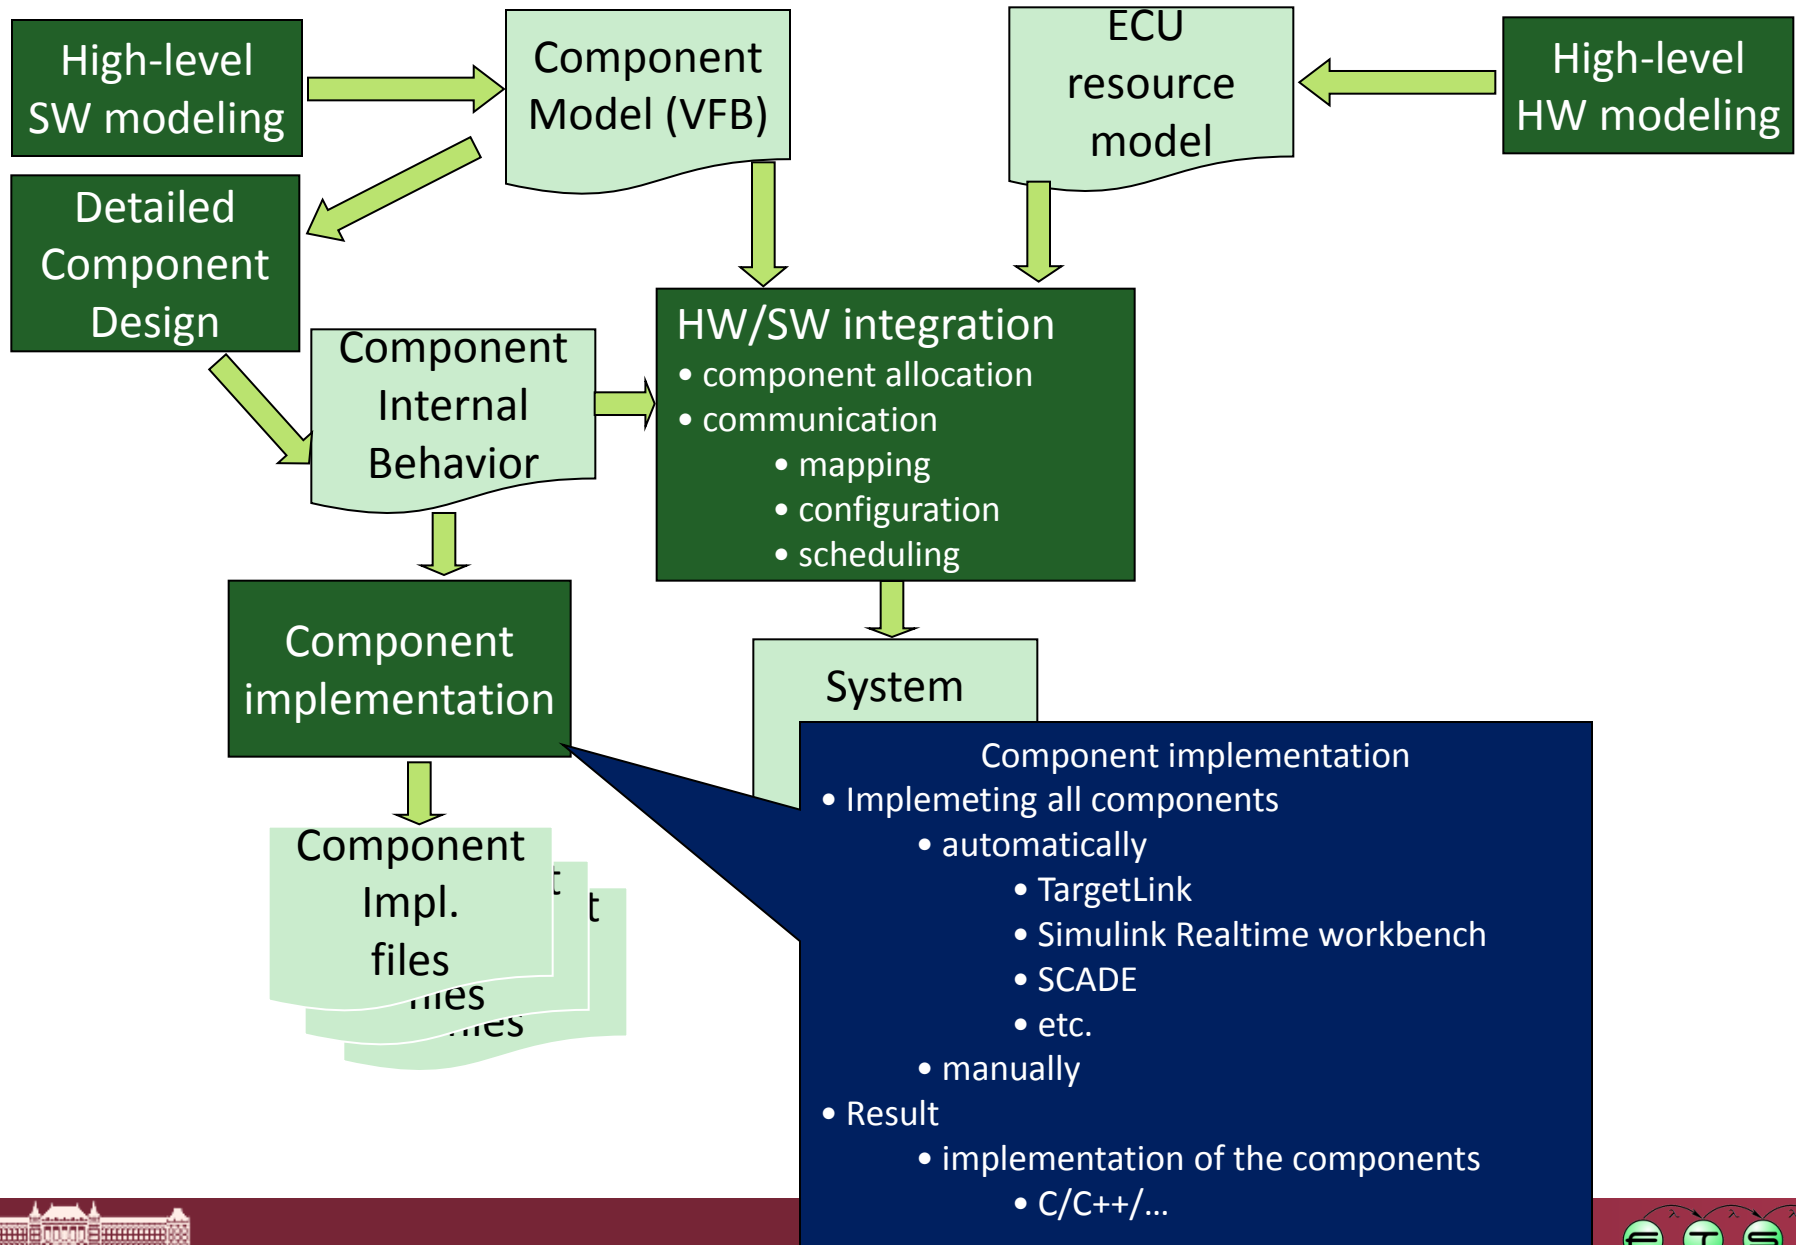 High-level
SW modeling
Component
Model (VFB)
ECU
resource
model
High-level
HW modeling
Detailed
Component
Design
Component
Internal
Behavior
HW/SW integration
• component allocation
• communication
• mapping
• configuration
• scheduling
Component
implementation
System
Component implementation
• Implemeting all components
• automatically
• TargetLink
• Simulink Realtime workbench
• SCADE
• etc.
• manually
• Result
• implementation of the components
• C/C++/...
Component
Impl.
files
t
t
files
files